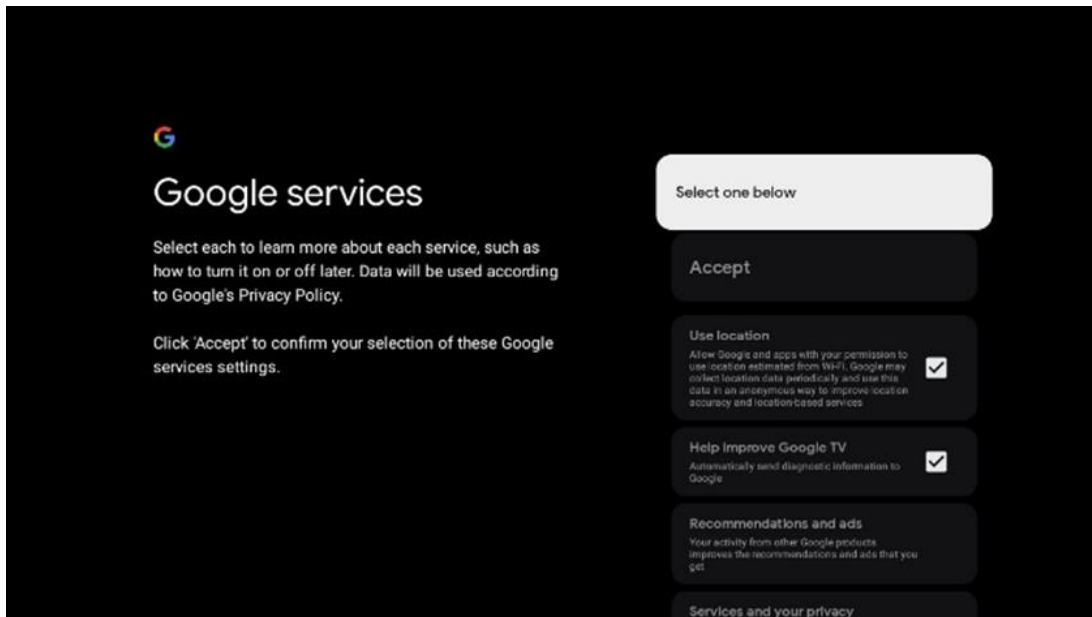 Google services
Select each to learn more about each service, such as
how to turn it on or off later. Data will be used according
to Google's Privacy Policy.
Click 'Accept' to confirm your selection of these Google
services settings.
Select one below
Accept
Use location
Allow Google and apps with your permission to
use location estimated from Wi-Fi. Google may
collect location data periodically and use this
data in an anonymous way to improve location
accuracy and location-based services
Help improve Google TV
Automatically send diagnostic information to
Google
Recommendations and ads
Your activity from other Google products
improves the recommendations and ads that you
get
Services and your privacy